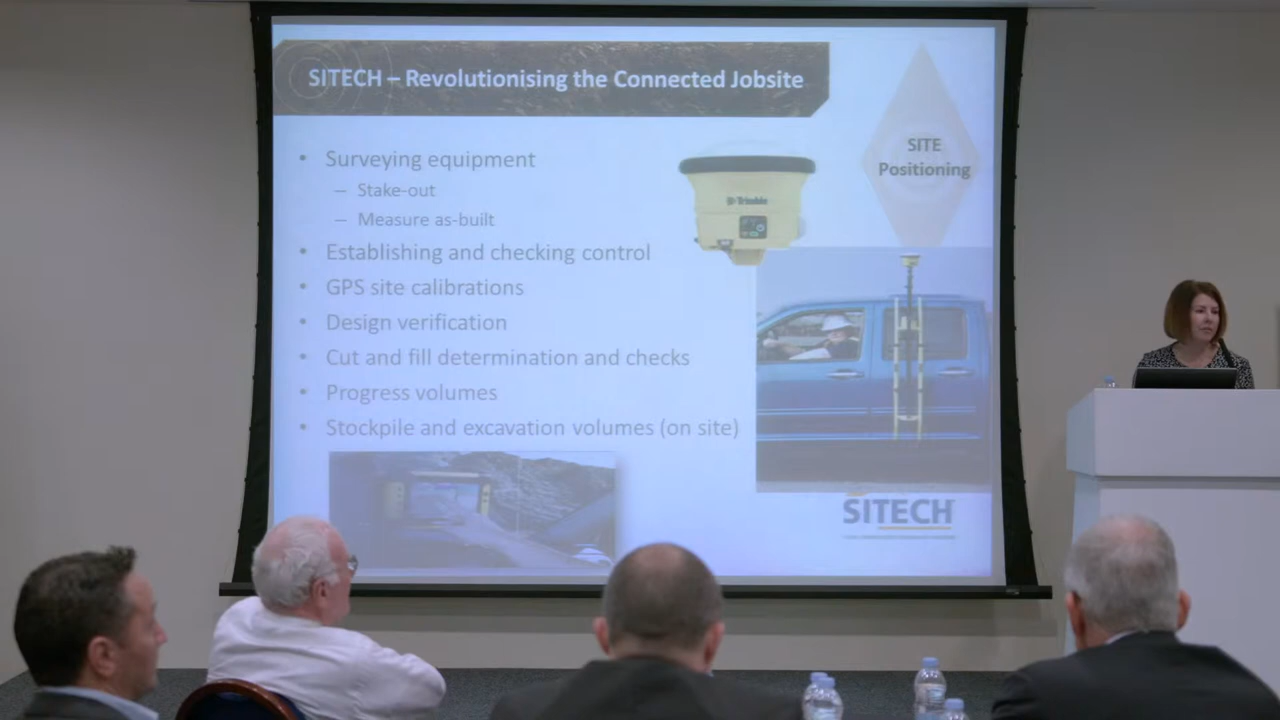 SITECH – Revolutionising the Connected Jobsite
SITE
Positioning
• Surveying equipment
– Stake-out
– Measure as-built
• Establishing and checking control
• GPS site calibrations
• Design verification
• Cut and fill determination and checks
• Progress volumes
• Stockpile and excavation volumes (on site)
Trimble
SITECH